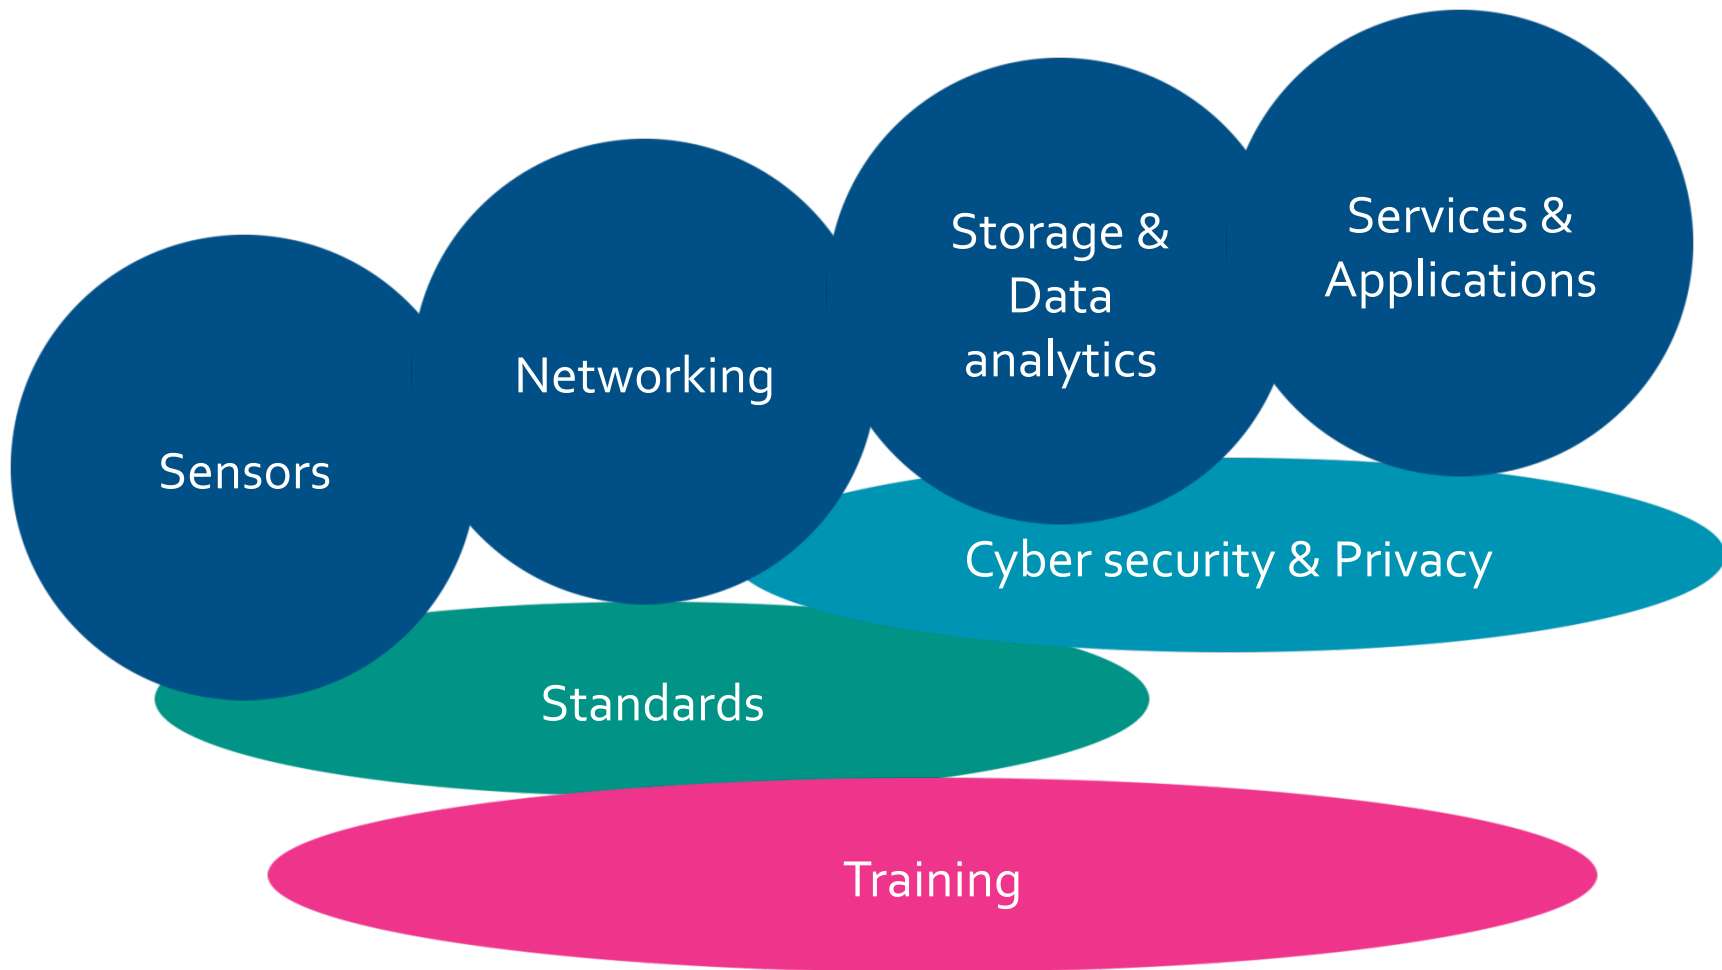 Sensors
Networking
Storage &
Data
analytics
Services &
Applications
Cyber security & Privacy
Standards
Training